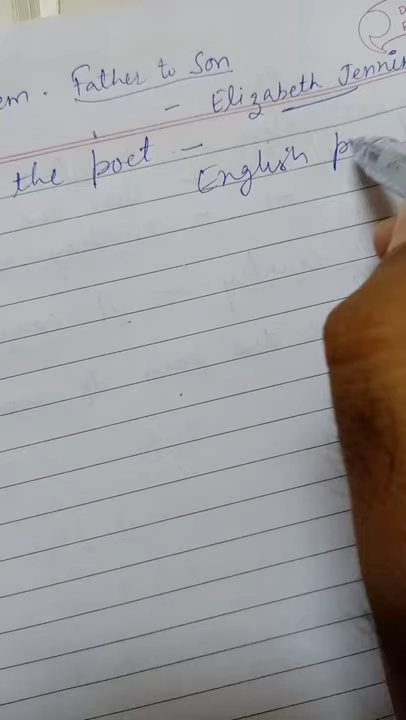 em. Father to Son
- Elizabeth Jennin
the poet -
English p